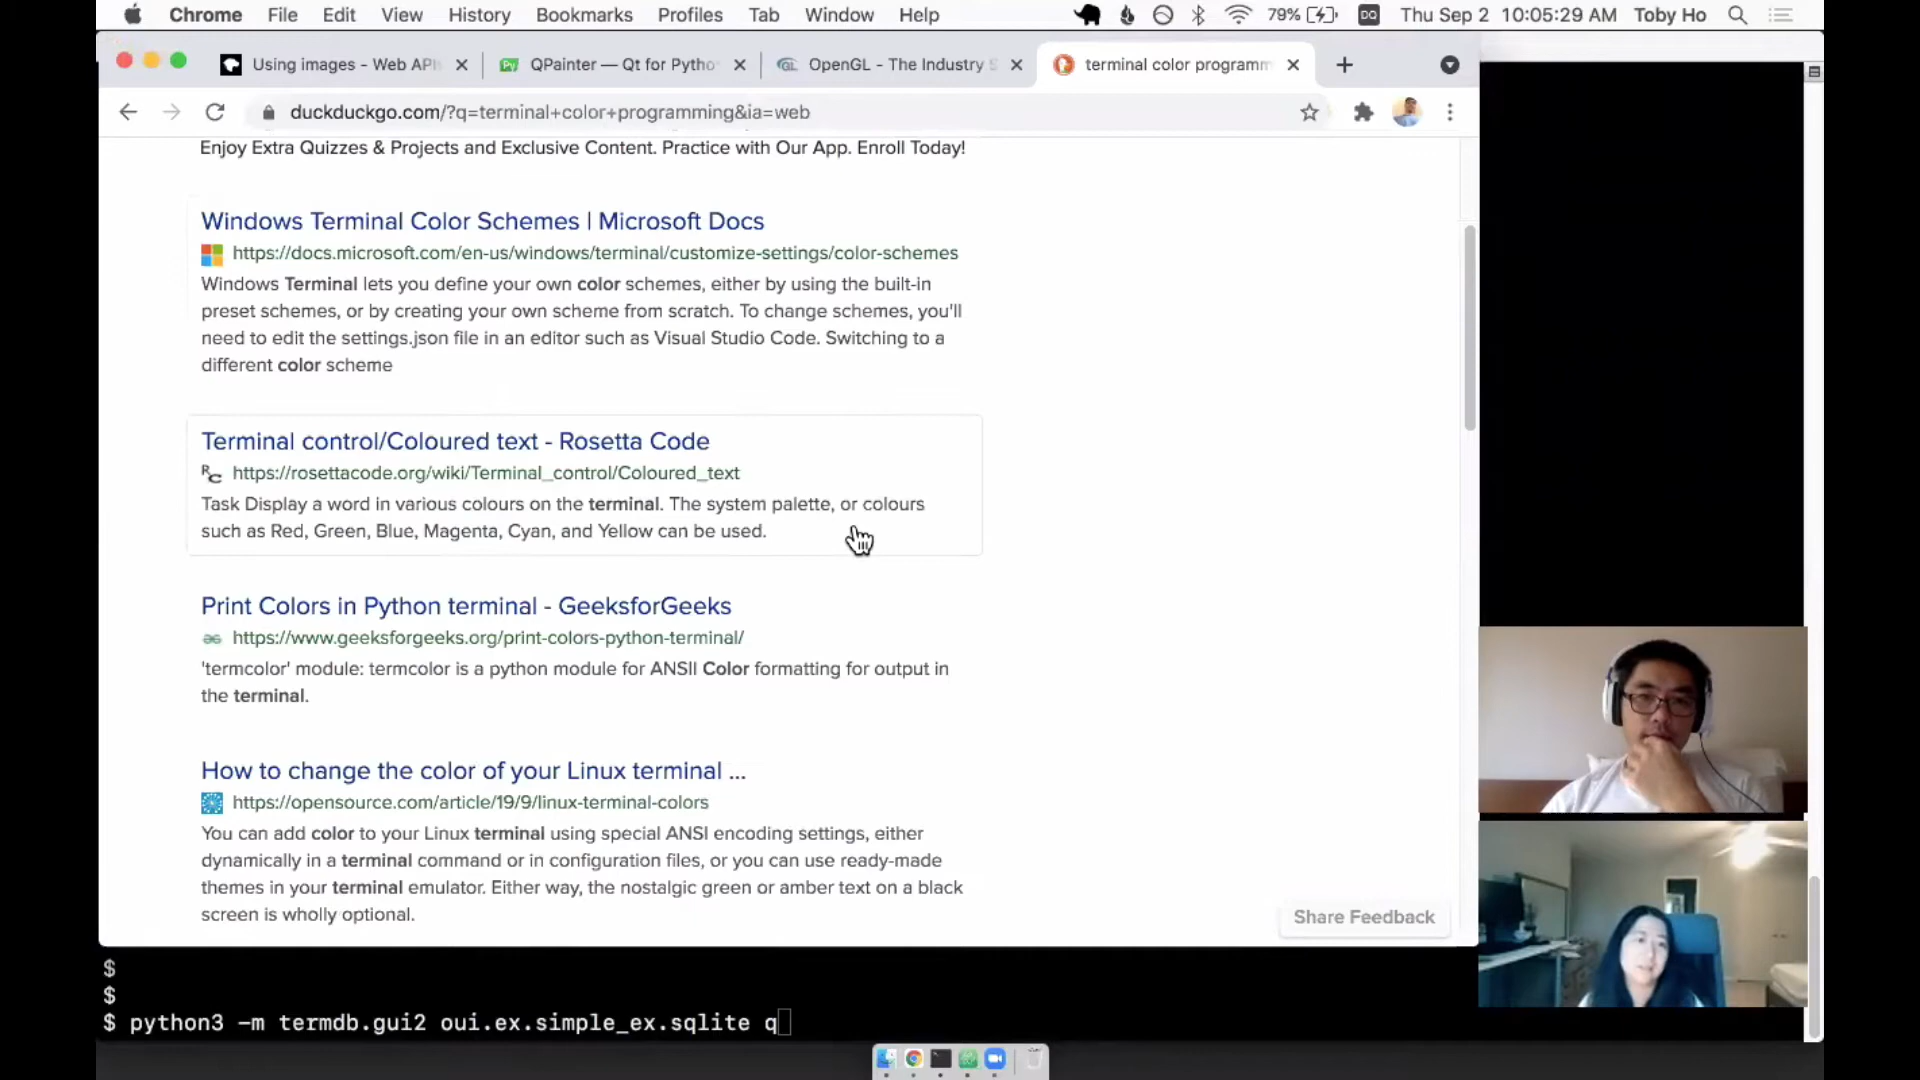 Chrome File Edit View History Bookmarks Profiles Tab Window Help 79% DQ Thu Sep 2 10:05:29 AM Toby Ho
Using images - Web API
QPainter — Qt for Pytho
OpenGL - The Industry S
terminal color programm
duckduckgo.com/?q=terminal+color+programming&ia=web
Enjoy Extra Quizzes & Projects and Exclusive Content. Practice with Our App. Enroll Today!
Windows Terminal Color Schemes | Microsoft Docs
https://docs.microsoft.com/en-us/windows/terminal/customize-settings/color-schemes
Windows Terminal lets you define your own color schemes, either by using the built-in
preset schemes, or by creating your own scheme from scratch. To change schemes, you'll
need to edit the settings.json file in an editor such as Visual Studio Code. Switching to a
different color scheme
Terminal control/Coloured text - Rosetta Code
https://rosettacode.org/wiki/Terminal_control/Coloured_text
Task Display a word in various colours on the terminal. The system palette, or colours
such as Red, Green, Blue, Magenta, Cyan, and Yellow can be used.
Print Colors in Python terminal - GeeksforGeeks
https://www.geeksforgeeks.org/print-colors-python-terminal/
'termcolor' module: termcolor is a python module for ANSII Color formatting for output in
the terminal.
How to change the color of your Linux terminal ...
https://opensource.com/article/19/9/linux-terminal-colors
You can add color to your Linux terminal using special ANSI encoding settings, either
dynamically in a terminal command or in configuration files, or you can use ready-made
themes in your terminal emulator. Either way, the nostalgic green or amber text on a black
screen is wholly optional.
Share Feedback
$
$
$ python3 -m termdb.gui2 oui.ex.simple_ex.sqlite q